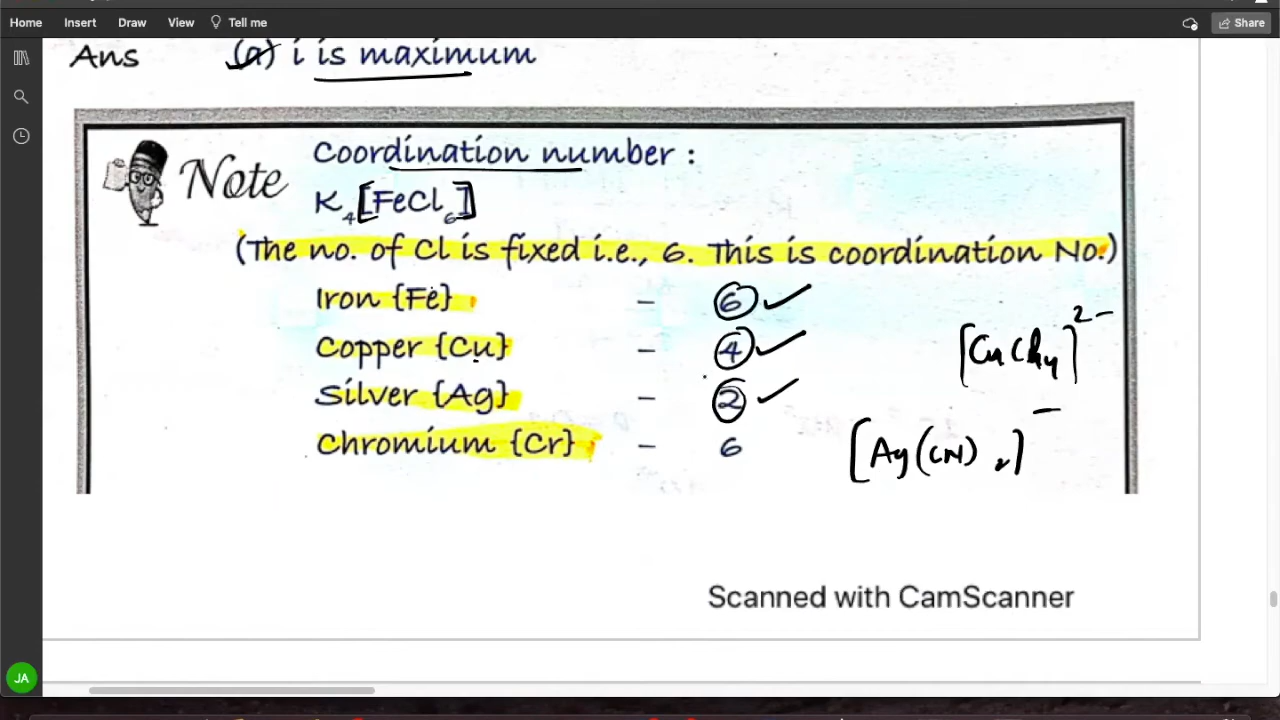 Home Insert Draw View Tell me Share
Ans (a) i is maximum
Note
Coordination number :
K₄[FeCl₆]
(The no. of Cl is fixed i.e., 6. This is coordination No.)
Iron {Fe} – 6
Copper {Cu} – 4
[CuCl₄]²⁻
Silver {Ag} – 2
Chromium {Cr} – 6
[Ag(CN)₂]⁻
Scanned with CamScanner
JA